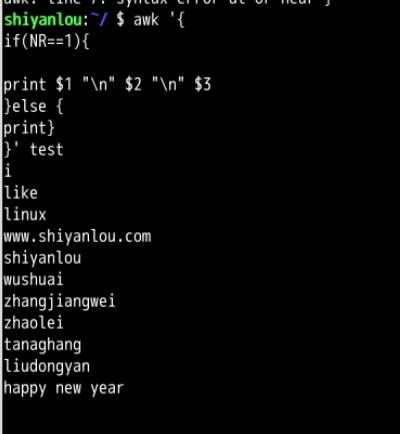 awk: line 7: syntax error at or near }
shiyanlou:~/ $ awk '{
if(NR==1){
print $1 "\n" $2 "\n" $3
}else {
print}
}' test
i
like
linux
www.shiyanlou.com
shiyanlou
wushuai
zhangjiangwei
zhaolei
tanaghang
liudongyan
happy new year